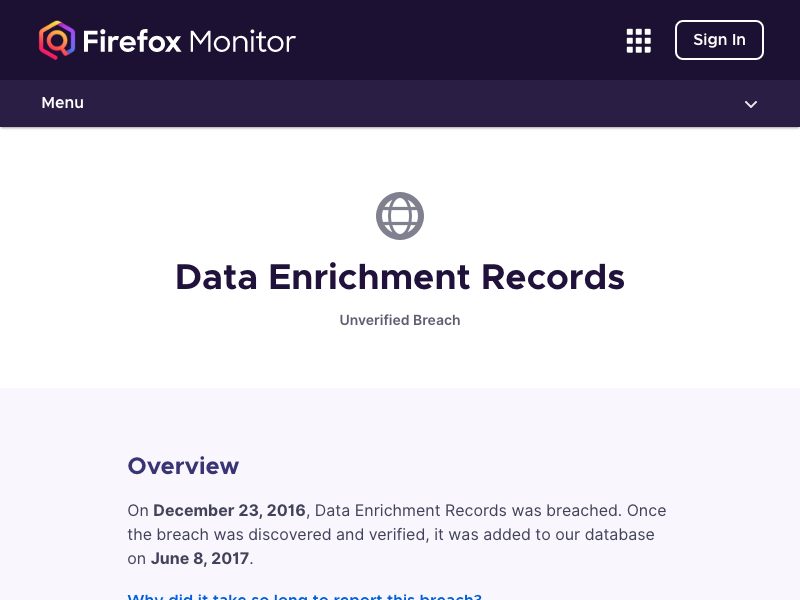 Firefox Monitor
Sign In
Menu
Data Enrichment Records
Unverified Breach
Overview
On December 23, 2016, Data Enrichment Records was breached. Once
the breach was discovered and verified, it was added to our database
on June 8, 2017.
Why did it take so long to report this breach?